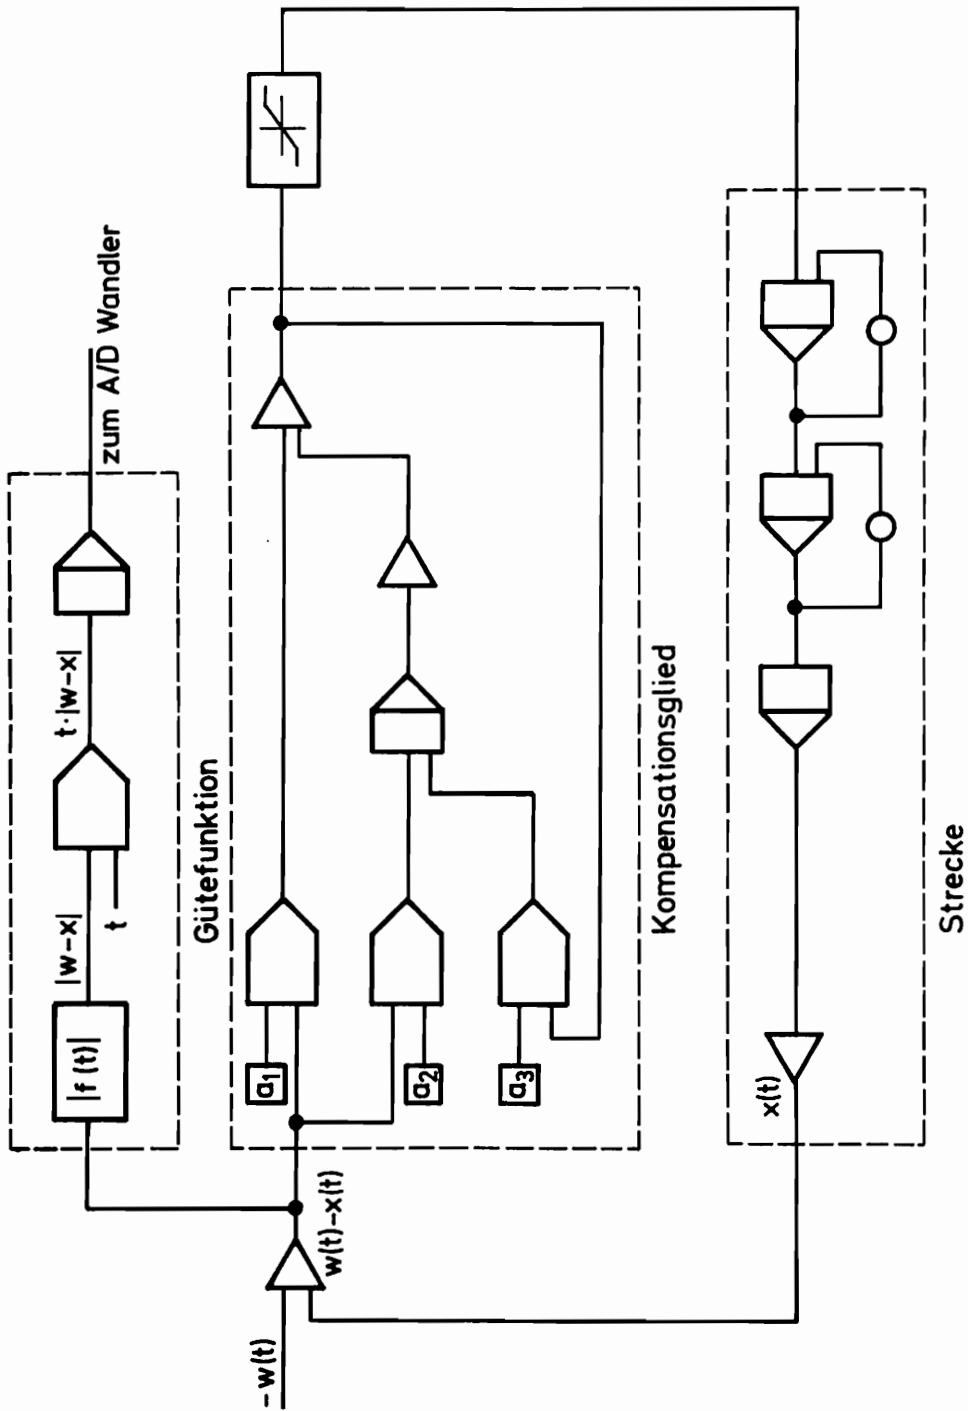 zum A/D Wandler
t·|w-x|
|w-x|
t
|f(t)|
Gütefunktion
a1
a2
a3
Kompensationsglied
-w(t)
w(t)-x(t)
x(t)
Strecke